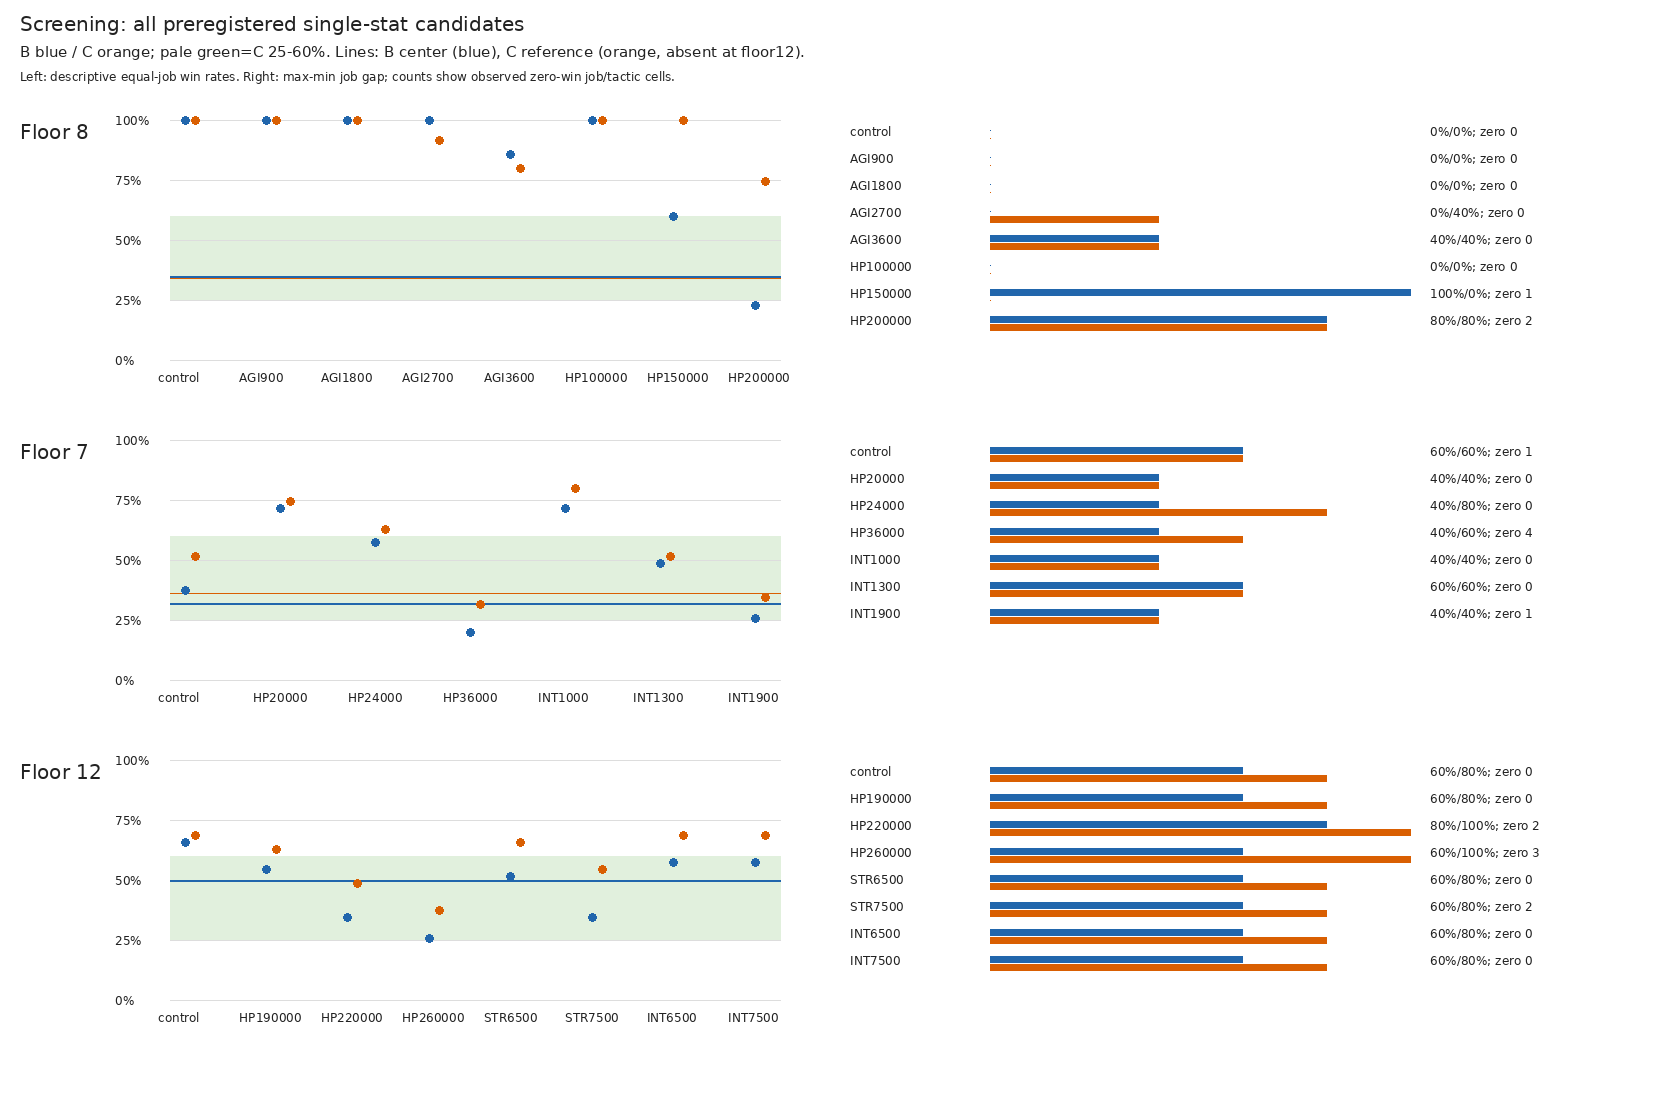 Screening: all preregistered single-stat candidates
B blue / C orange; pale green=C 25-60%. Lines: B center (blue), C reference (orange, absent at floor12).
Left: descriptive equal-job win rates. Right: max-min job gap; counts show observed zero-win job/tactic cells.
Floor 8
100%
75%
50%
25%
0%
control AGI900 AGI1800 AGI2700 AGI3600 HP100000 HP150000 HP200000
control 0%/0%; zero 0
AGI900 0%/0%; zero 0
AGI1800 0%/0%; zero 0
AGI2700 0%/40%; zero 0
AGI3600 40%/40%; zero 0
HP100000 0%/0%; zero 0
HP150000 100%/0%; zero 1
HP200000 80%/80%; zero 2
Floor 7
100%
75%
50%
25%
0%
control HP20000 HP24000 HP36000 INT1000 INT1300 INT1900
control 60%/60%; zero 1
HP20000 40%/40%; zero 0
HP24000 40%/80%; zero 0
HP36000 40%/60%; zero 4
INT1000 40%/40%; zero 0
INT1300 60%/60%; zero 0
INT1900 40%/40%; zero 1
Floor 12
100%
75%
50%
25%
0%
control HP190000 HP220000 HP260000 STR6500 STR7500 INT6500 INT7500
control 60%/80%; zero 0
HP190000 60%/80%; zero 0
HP220000 80%/100%; zero 2
HP260000 60%/100%; zero 3
STR6500 60%/80%; zero 0
STR7500 60%/80%; zero 2
INT6500 60%/80%; zero 0
INT7500 60%/80%; zero 0